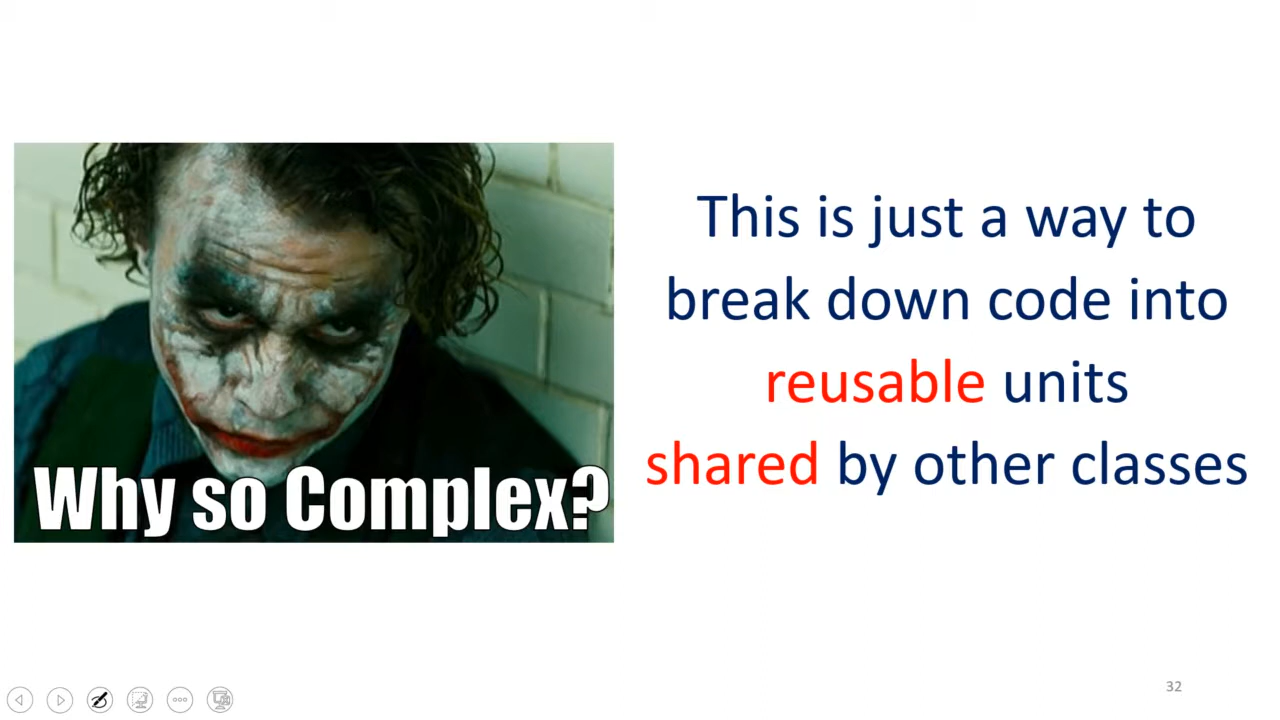 Why so Complex?
This is just a way to
break down code into
reusable units
shared by other classes
32